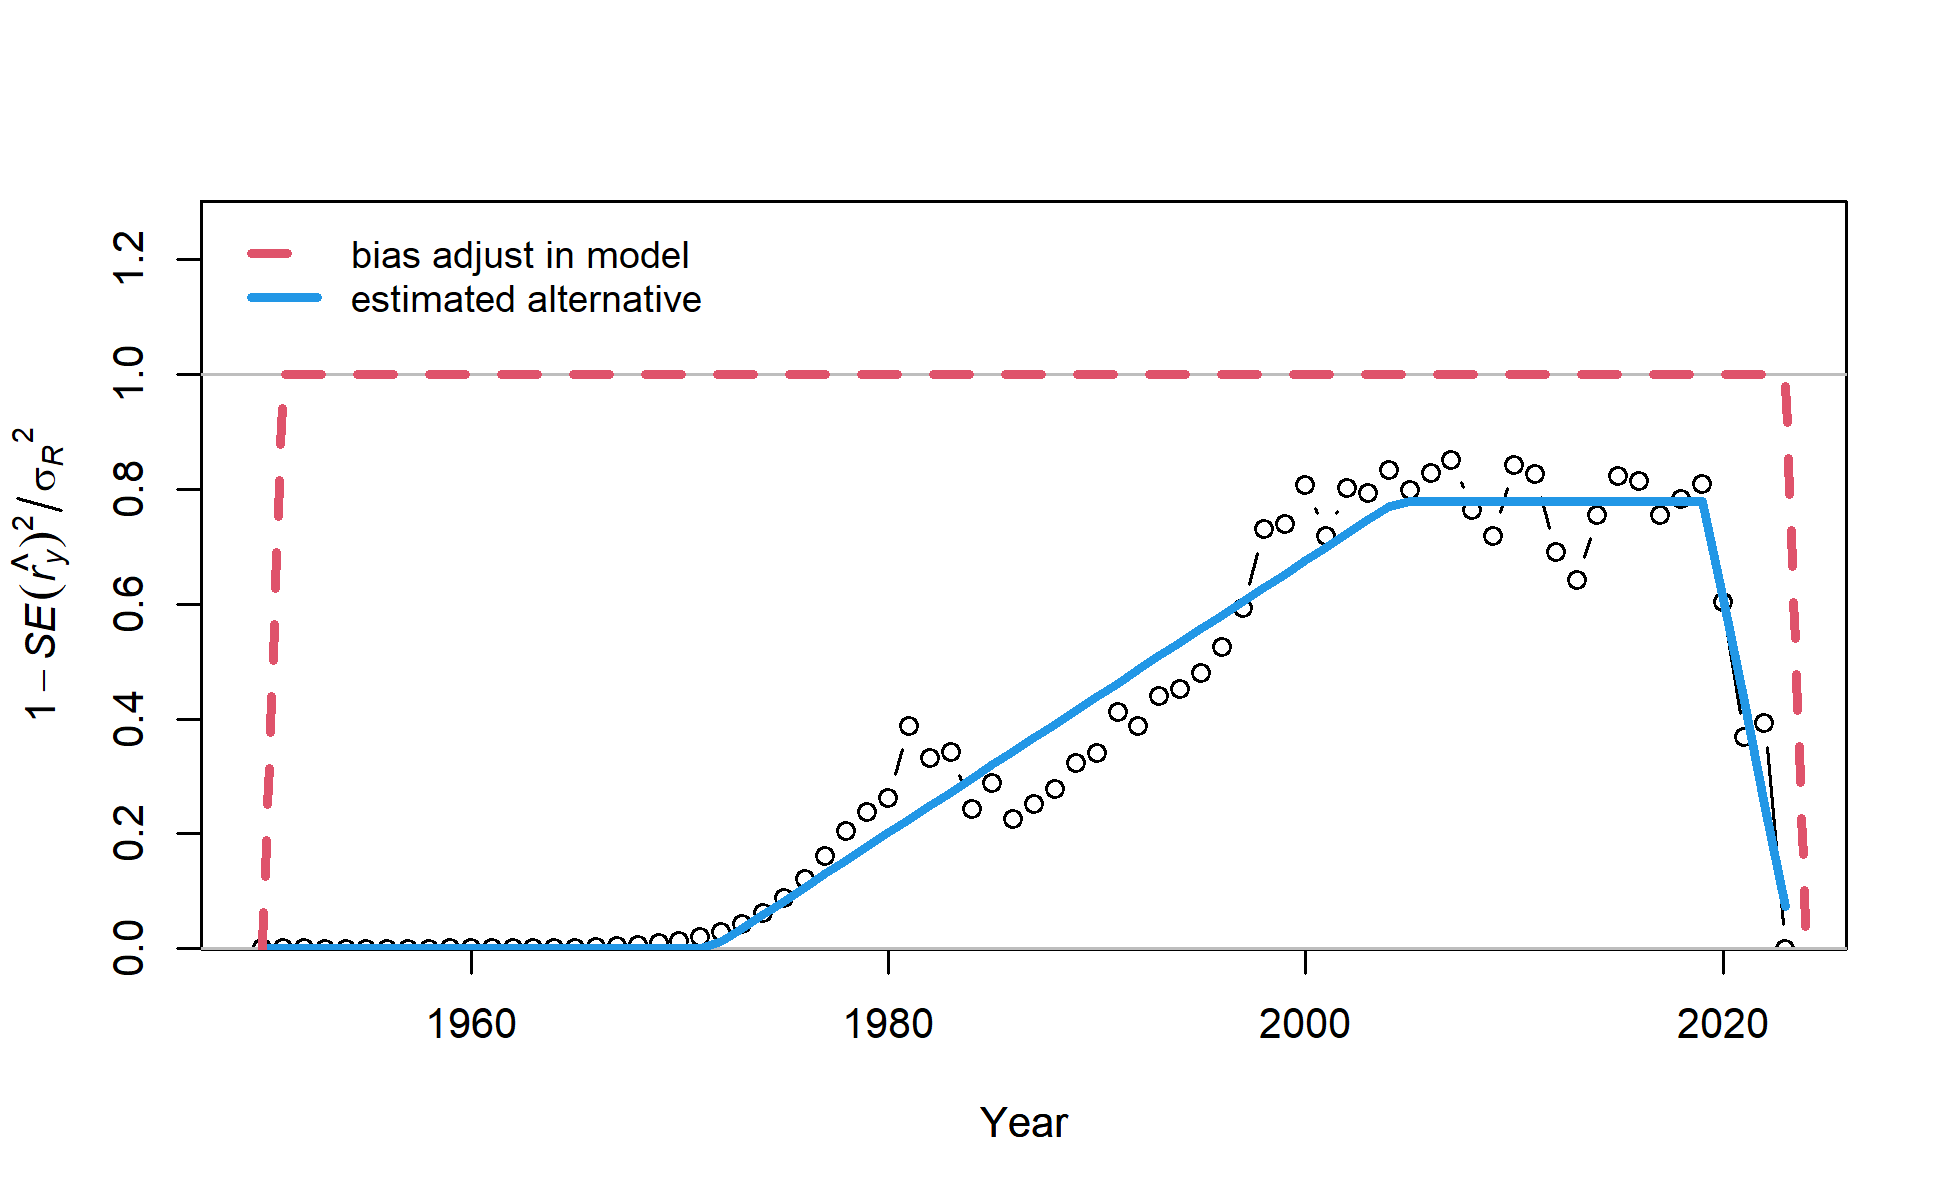 bias adjust in model
estimated alternative
1 − SE(r̂y)² / σR²
1.2
1.0
0.8
0.6
0.4
0.2
0.0
1960 1980 2000 2020
Year